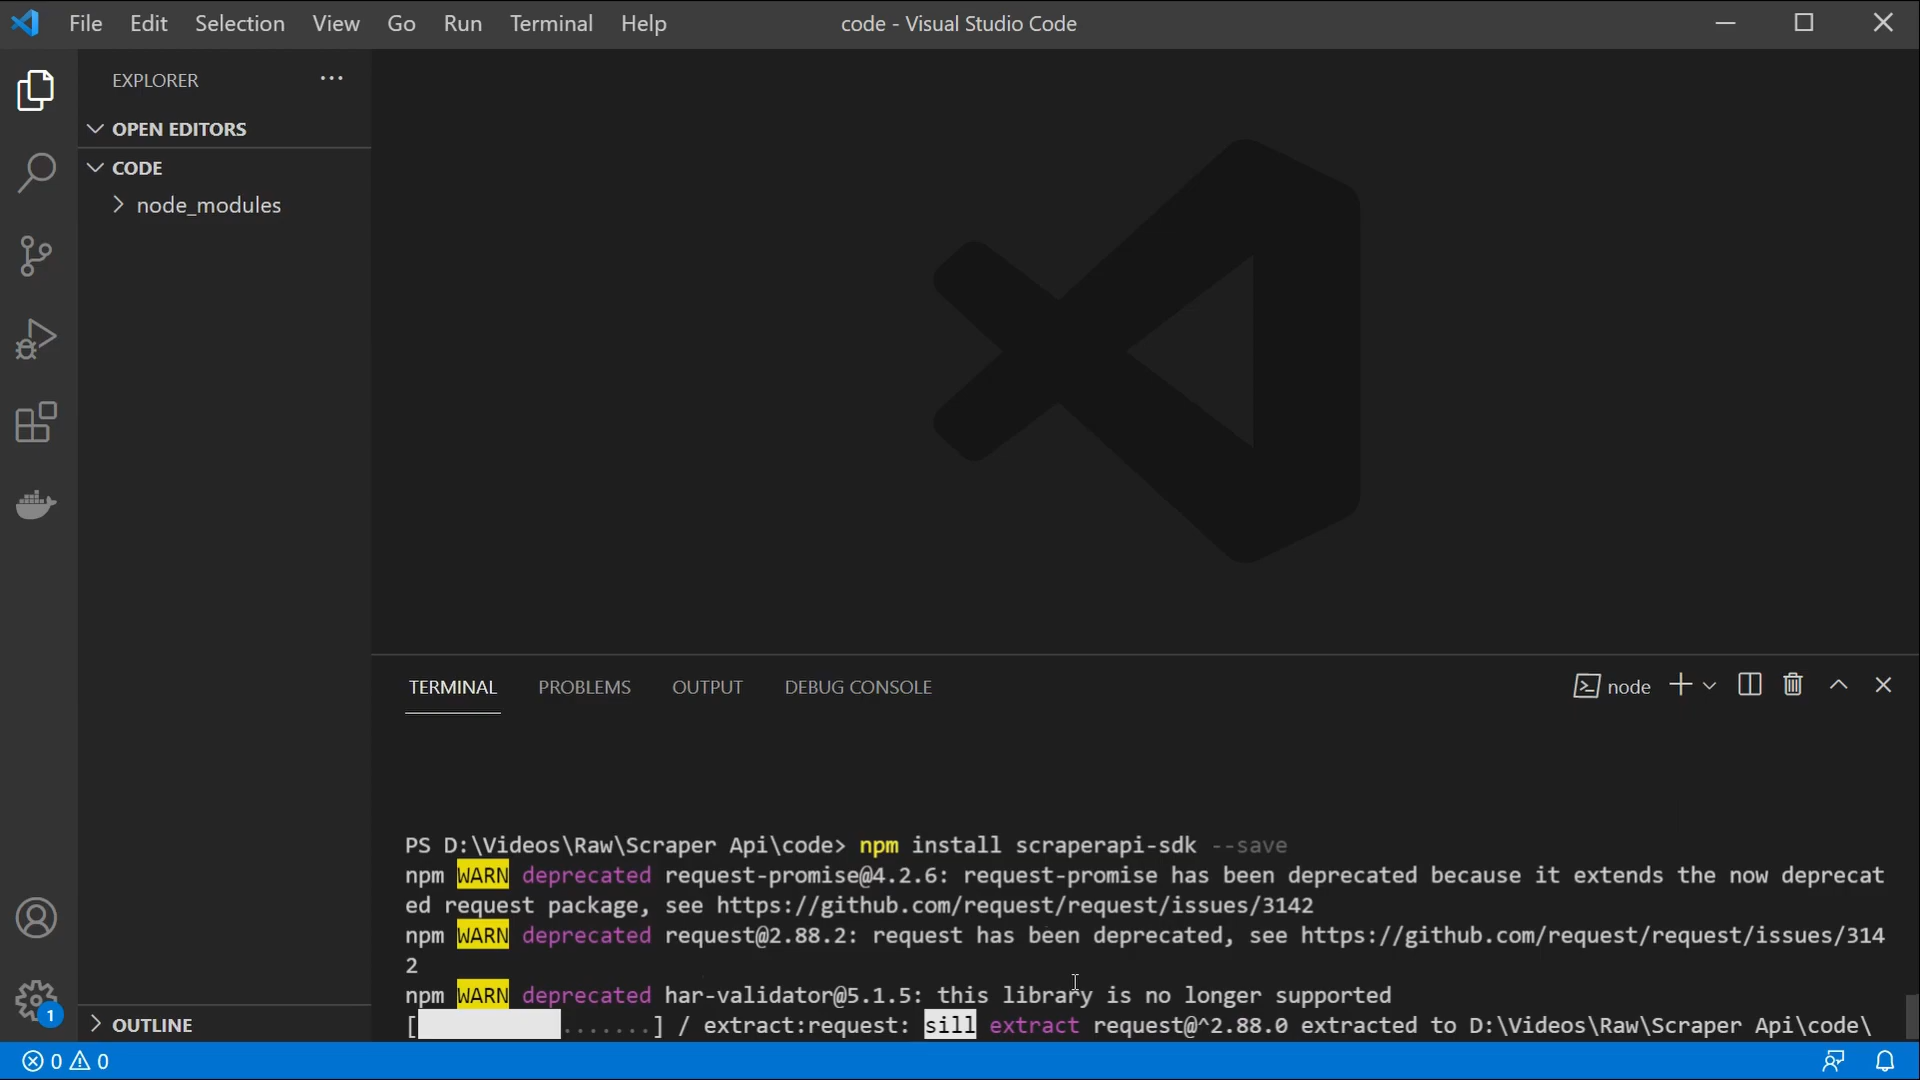 File Edit Selection View Go Run Terminal Help code - Visual Studio Code
EXPLORER
OPEN EDITORS
CODE
node_modules
TERMINAL PROBLEMS OUTPUT DEBUG CONSOLE node
PS D:\Videos\Raw\Scraper Api\code> npm install scraperapi-sdk --save
npm WARN deprecated request-promise@4.2.6: request-promise has been deprecated because it extends the now deprecat
ed request package, see https://github.com/request/request/issues/3142
npm WARN deprecated request@2.88.2: request has been deprecated, see https://github.com/request/request/issues/314
2
npm WARN deprecated har-validator@5.1.5: this library is no longer supported
[ .......] / extract:request: sill extract request@^2.88.0 extracted to D:\Videos\Raw\Scraper Api\code\
1
OUTLINE
0 0